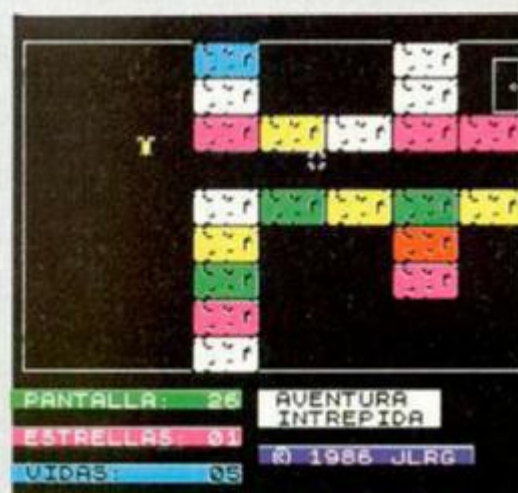 PANTALLA: 26
ESTRELLAS: 01
VIDAS: 05
AVENTURA
INTREPIDA
© 1986 JLRG